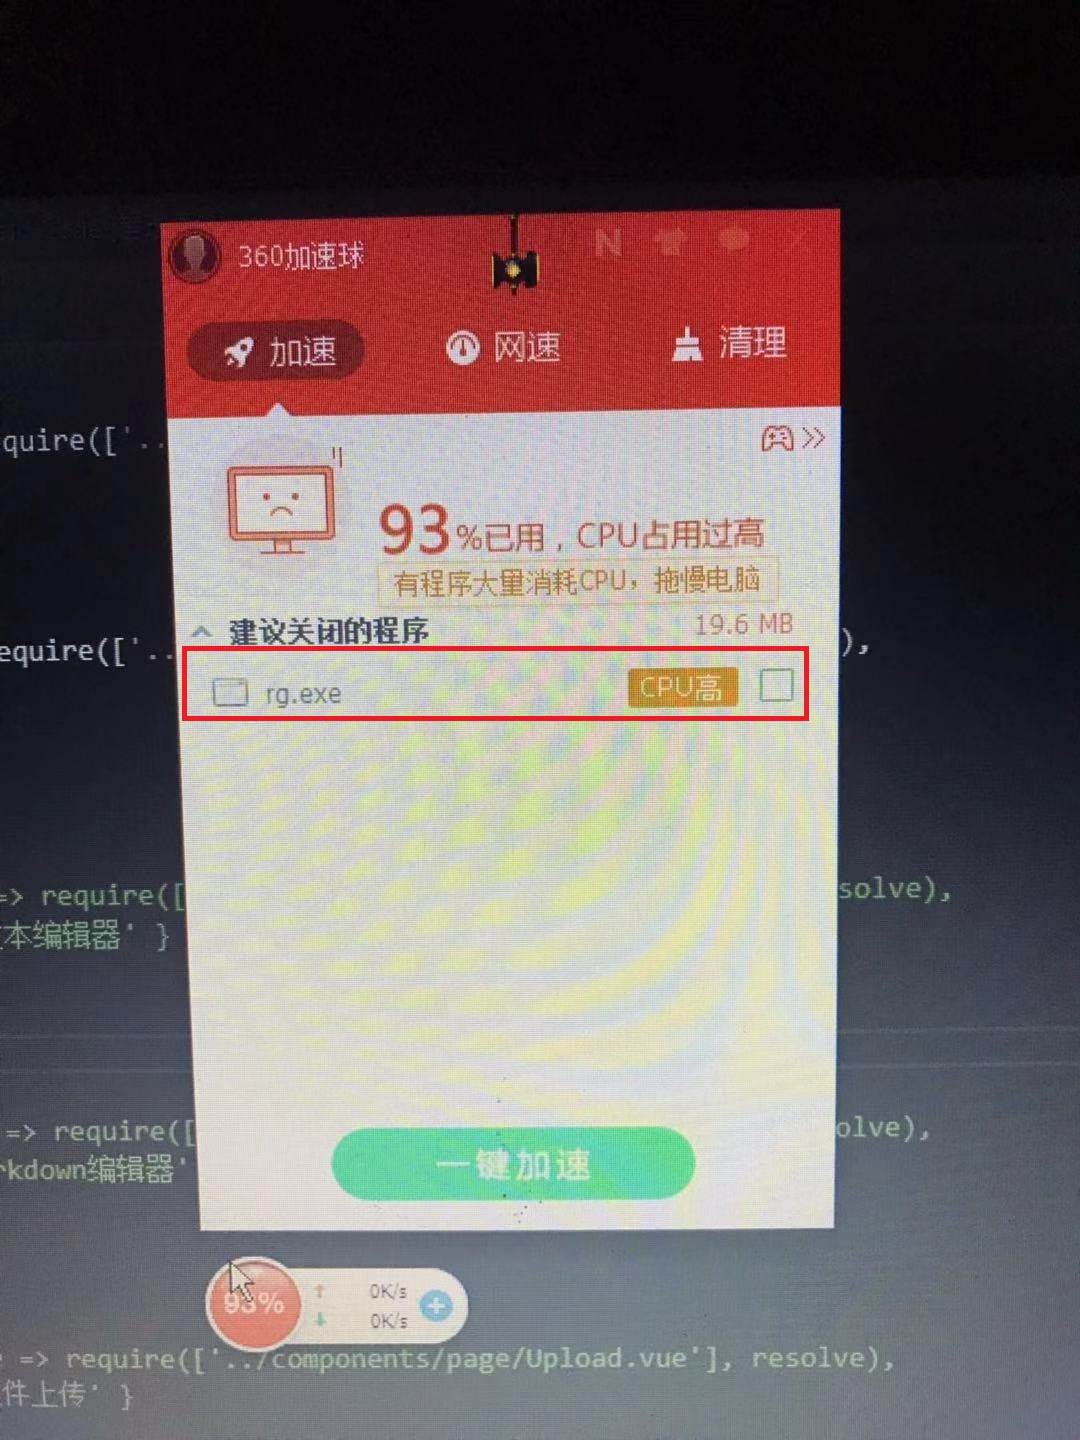 360加速球
N
加速
网速
清理
quire(['..
93%已用，CPU占用过高
有程序大量消耗CPU，拖慢电脑
建议关闭的程序
19.6 MB
equire(['..
),
rg.exe
CPU高
=> require([
solve),
本编辑器' }
=> require([
olve),
rkdown编辑器'
一键加速
93%
0K/s
0K/s
=> require(['../components/page/Upload.vue'], resolve),
件上传' }